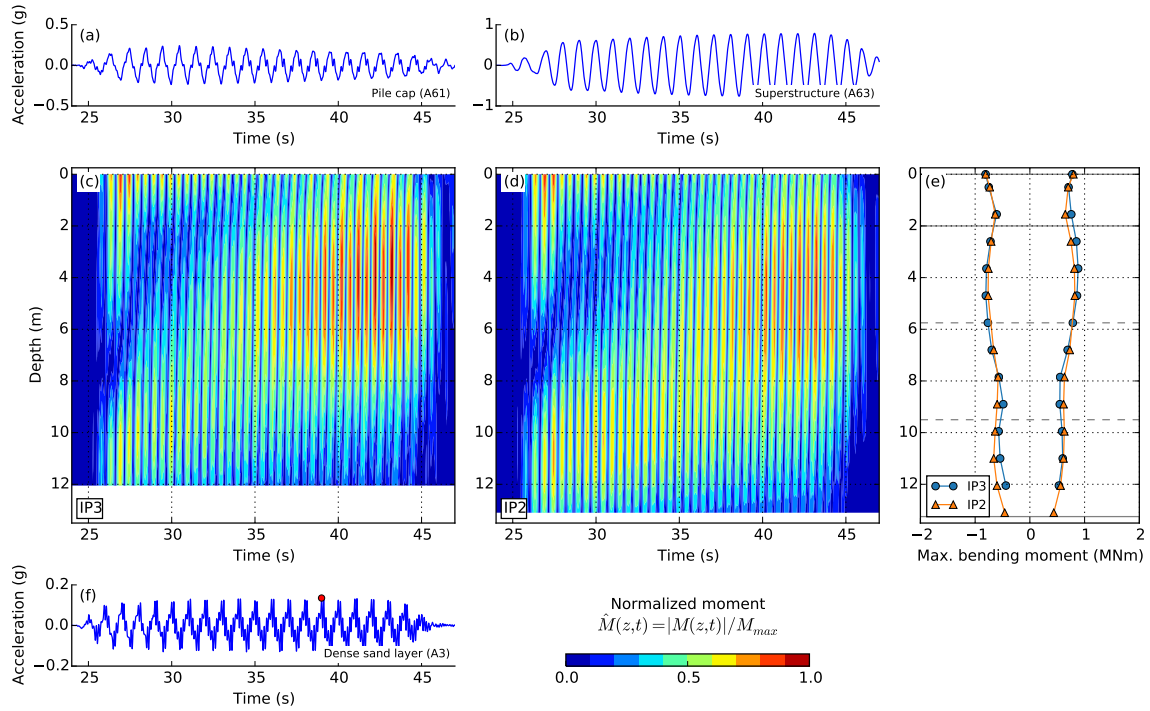 Acceleration (g)
0.5
0.0
−0.5
(a)
Pile cap (A61)
25 30 35 40 45
Time (s)
1
0
−1
(b)
Superstructure (A63)
25 30 35 40 45
Time (s)
Depth (m)
0
2
4
6
8
10
12
(c)
IP3
25 30 35 40 45
Time (s)
0
2
4
6
8
10
12
(d)
IP2
25 30 35 40 45
Time (s)
0
2
4
6
8
10
12
(e)
IP3
IP2
−2 −1 0 1 2
Max. bending moment (MNm)
Acceleration (g)
0.2
0.0
−0.2
(f)
Dense sand layer (A3)
25 30 35 40 45
Time (s)
Normalized moment
M̂(z,t)=|M(z,t)|/M_max
0.0 0.5 1.0